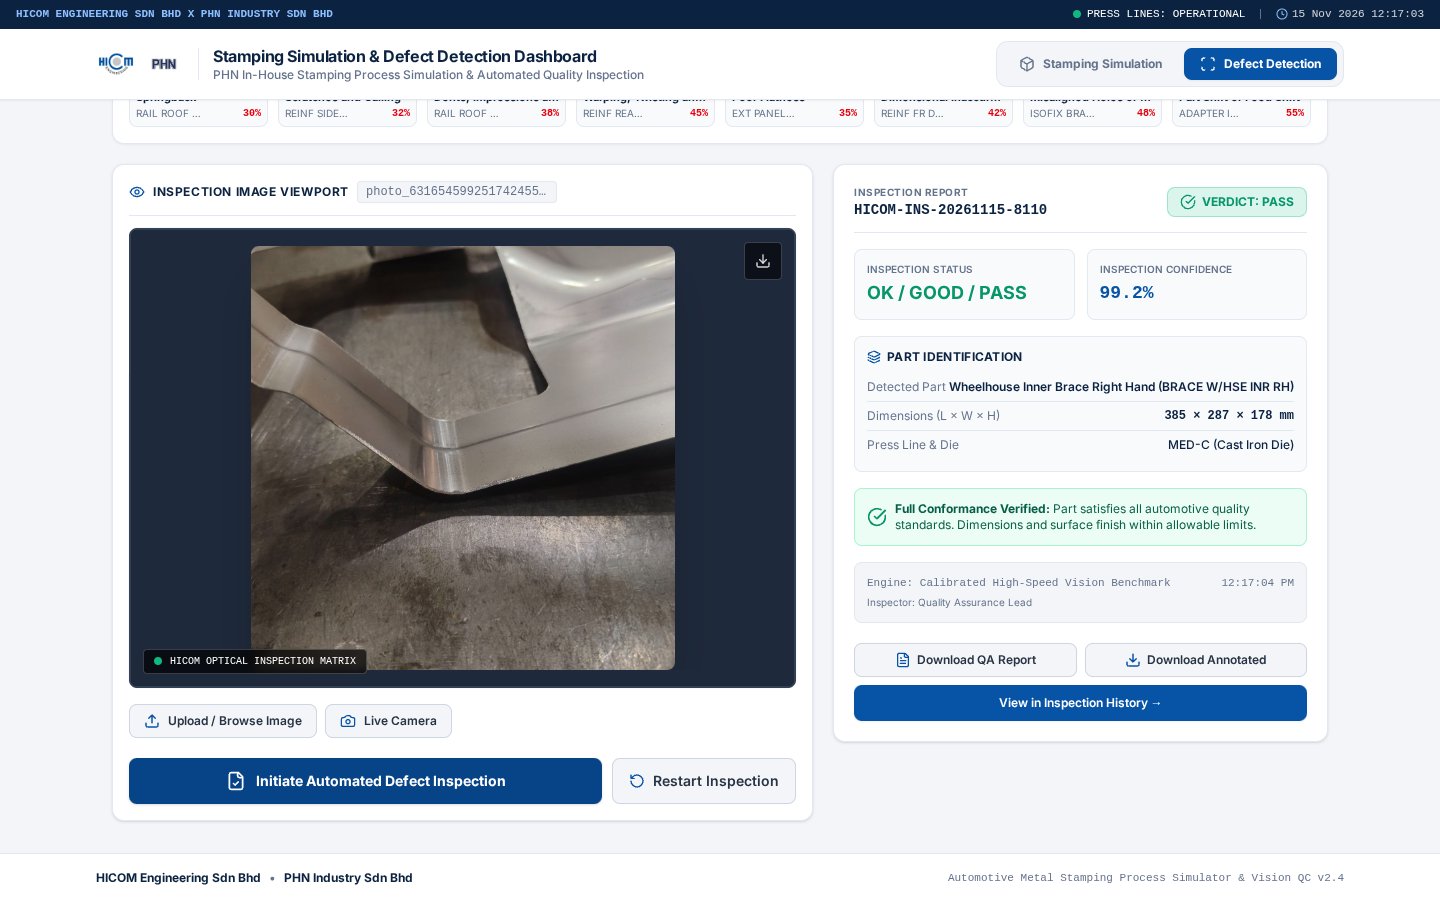 HICOM ENGINEERING SDN BHD X PHN INDUSTRY SDN BHD
PRESS LINES: OPERATIONAL | 15 Nov 2026 12:17:03
HICOM
PHN
Stamping Simulation & Defect Detection Dashboard
PHN In-House Stamping Process Simulation & Automated Quality Inspection
Stamping Simulation
Defect Detection
RAIL ROOF ... 30%
REINF SIDE... 32%
RAIL ROOF ... 38%
REINF REA... 45%
EXT PANEL... 35%
REINF FR D... 42%
ISOFIX BRA... 48%
ADAPTER I... 55%
INSPECTION IMAGE VIEWPORT
photo_631654599251742455…
HICOM OPTICAL INSPECTION MATRIX
Upload / Browse Image
Live Camera
Initiate Automated Defect Inspection
Restart Inspection
INSPECTION REPORT
HICOM-INS-20261115-8110
VERDICT: PASS
INSPECTION STATUS
OK / GOOD / PASS
INSPECTION CONFIDENCE
99.2%
PART IDENTIFICATION
Detected Part Wheelhouse Inner Brace Right Hand (BRACE W/HSE INR RH)
Dimensions (L × W × H) 385 × 287 × 178 mm
Press Line & Die MED-C (Cast Iron Die)
Full Conformance Verified: Part satisfies all automotive quality
standards. Dimensions and surface finish within allowable limits.
Engine: Calibrated High-Speed Vision Benchmark 12:17:04 PM
Inspector: Quality Assurance Lead
Download QA Report
Download Annotated
View in Inspection History →
HICOM Engineering Sdn Bhd • PHN Industry Sdn Bhd
Automotive Metal Stamping Process Simulator & Vision QC v2.4